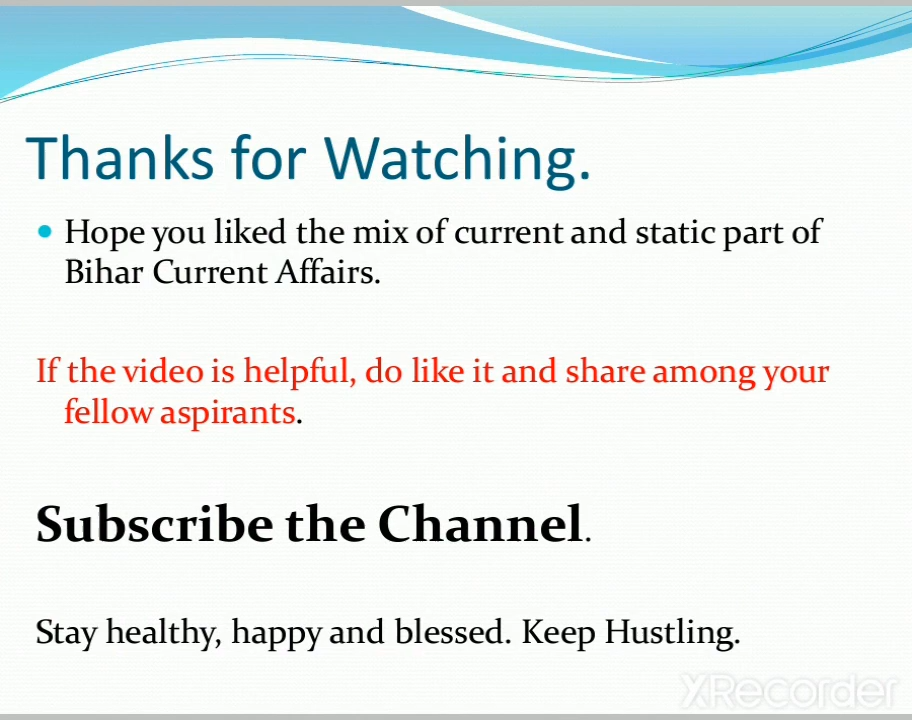 Thanks for Watching.
• Hope you liked the mix of current and static part of
Bihar Current Affairs.
If the video is helpful, do like it and share among your
fellow aspirants.
Subscribe the Channel.
Stay healthy, happy and blessed. Keep Hustling.
XRecorder